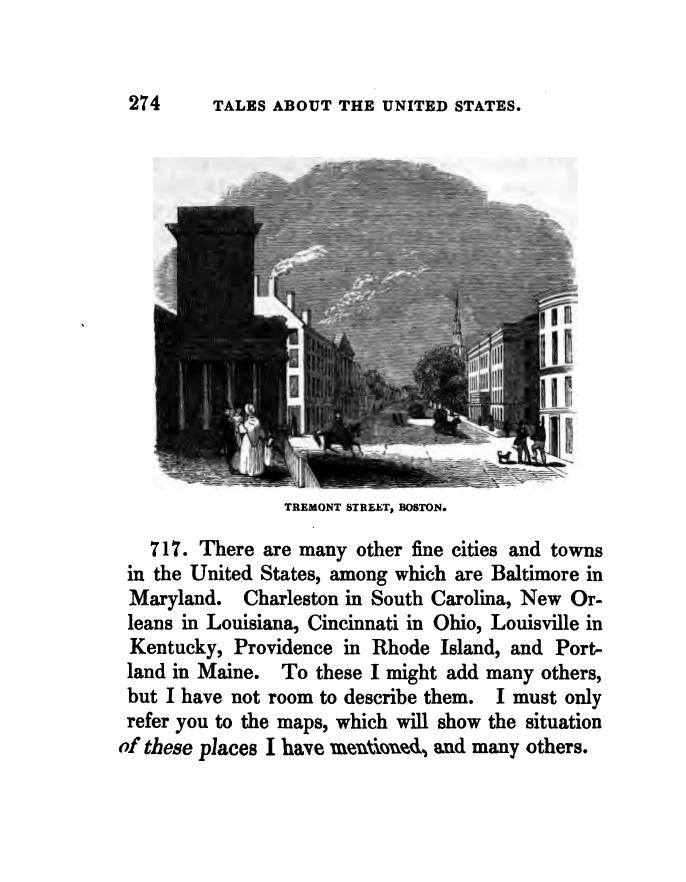 274 TALES ABOUT THE UNITED STATES.
TREMONT STREET, BOSTON.
717. There are many other fine cities and towns
in the United States, among which are Baltimore in
Maryland. Charleston in South Carolina, New Or-
leans in Louisiana, Cincinnati in Ohio, Louisville in
Kentucky, Providence in Rhode Island, and Port-
land in Maine. To these I might add many others,
but I have not room to describe them. I must only
refer you to the maps, which will show the situation
of these places I have mentioned, and many others.